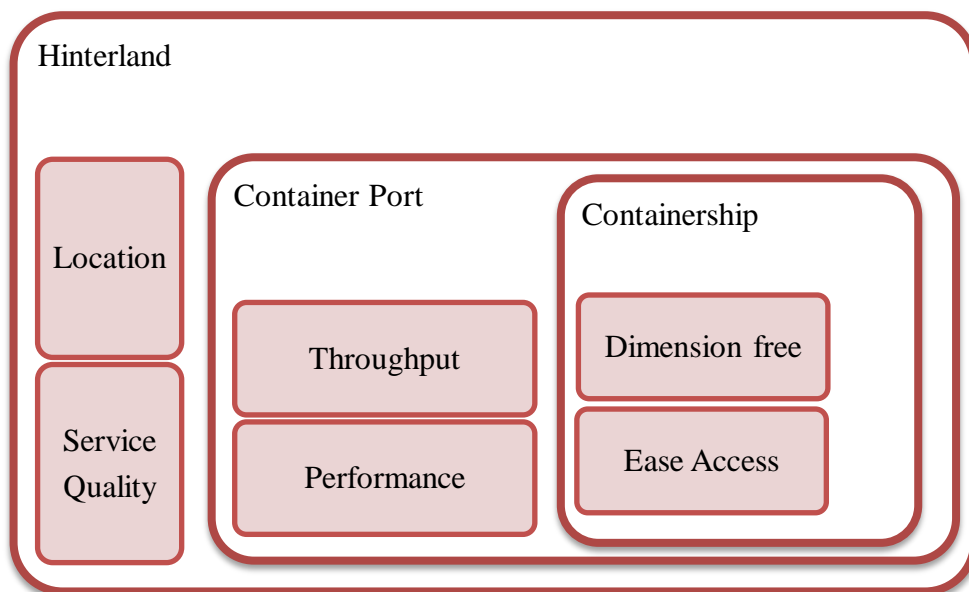 Hinterland
Location
Service
Quality
Container Port
Throughput
Performance
Containership
Dimension free
Ease Access